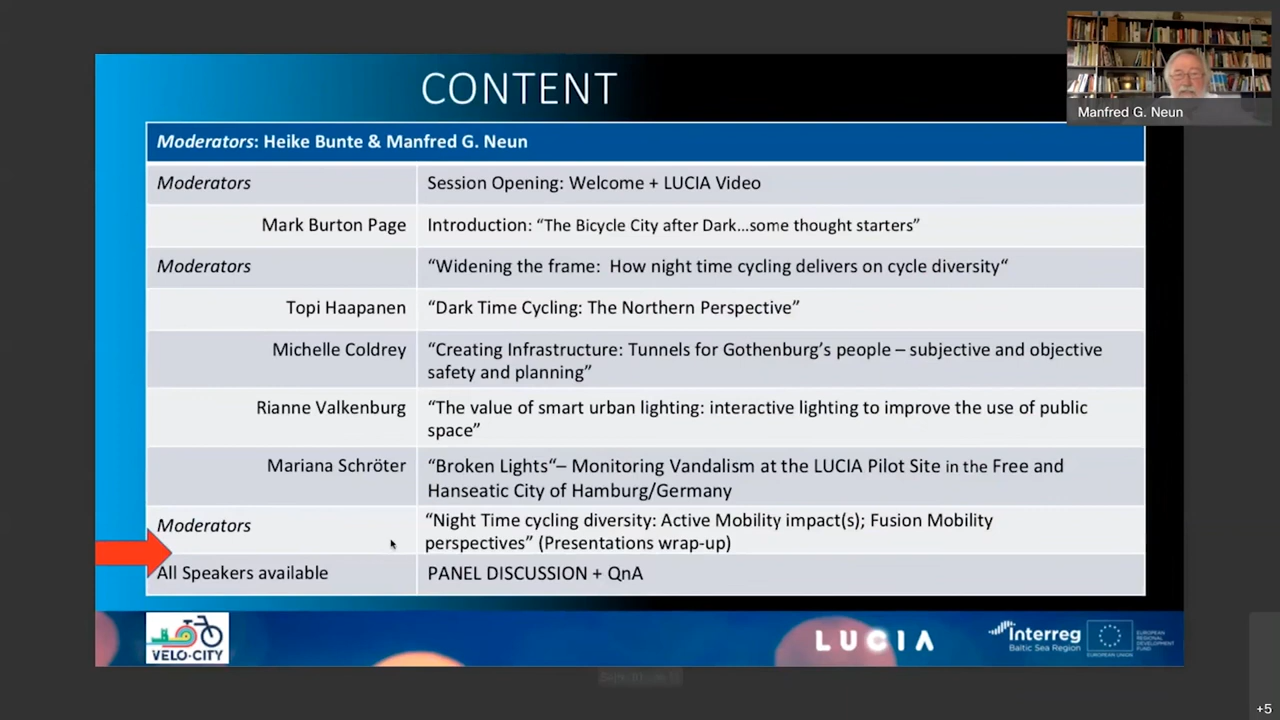 CONTENT
Manfred G. Neun
Moderators: Heike Bunte & Manfred G. Neun
Moderators
Session Opening: Welcome + LUCIA Video
Mark Burton Page
Introduction: “The Bicycle City after Dark...some thought starters”
Moderators
“Widening the frame: How night time cycling delivers on cycle diversity“
Topi Haapanen
“Dark Time Cycling: The Northern Perspective”
Michelle Coldrey
“Creating Infrastructure: Tunnels for Gothenburg’s people – subjective and objective
safety and planning”
Rianne Valkenburg
“The value of smart urban lighting: interactive lighting to improve the use of public
space”
Mariana Schröter
“Broken Lights“– Monitoring Vandalism at the LUCIA Pilot Site in the Free and
Hanseatic City of Hamburg/Germany
Moderators
“Night Time cycling diversity: Active Mobility impact(s); Fusion Mobility
perspectives” (Presentations wrap-up)
All Speakers available
PANEL DISCUSSION + QnA
VELO-CITY
LUCIA
Interreg
Baltic Sea Region
EUROPEAN UNION
EUROPEAN
REGIONAL
DEVELOPMENT
FUND
+5